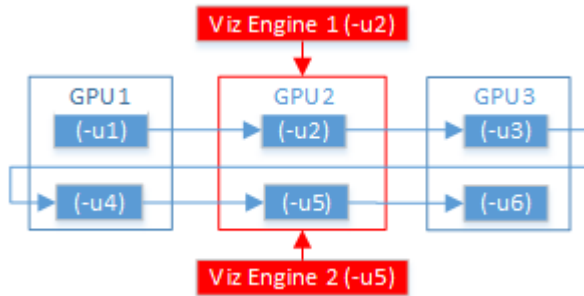 Viz Engine 1 (-u2)
GPU1 GPU2 GPU3
(-u1) (-u2) (-u3)
(-u4) (-u5) (-u6)
Viz Engine 2 (-u5)